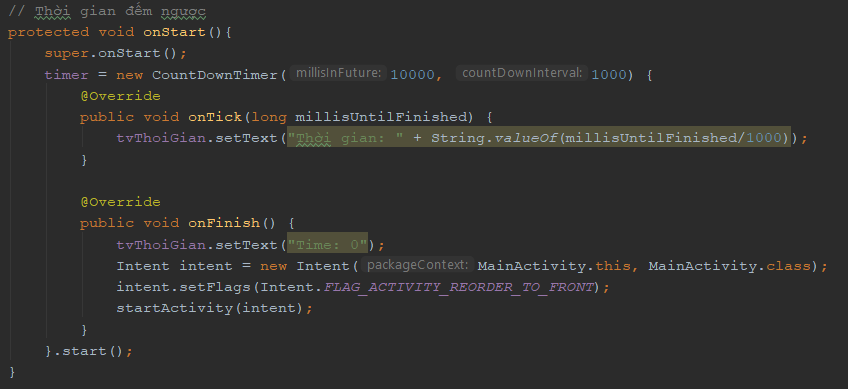 // Thời gian đếm ngược
protected void onStart(){
    super.onStart();
    timer = new CountDownTimer( millisInFuture: 10000, countDownInterval: 1000) {
        @Override
        public void onTick(long millisUntilFinished) {
            tvThoiGian.setText("Thời gian: " + String.valueOf(millisUntilFinished/1000));
        }

        @Override
        public void onFinish() {
            tvThoiGian.setText("Time: 0");
            Intent intent = new Intent( packageContext: MainActivity.this, MainActivity.class);
            intent.setFlags(Intent.FLAG_ACTIVITY_REORDER_TO_FRONT);
            startActivity(intent);
        }
    }.start();
}